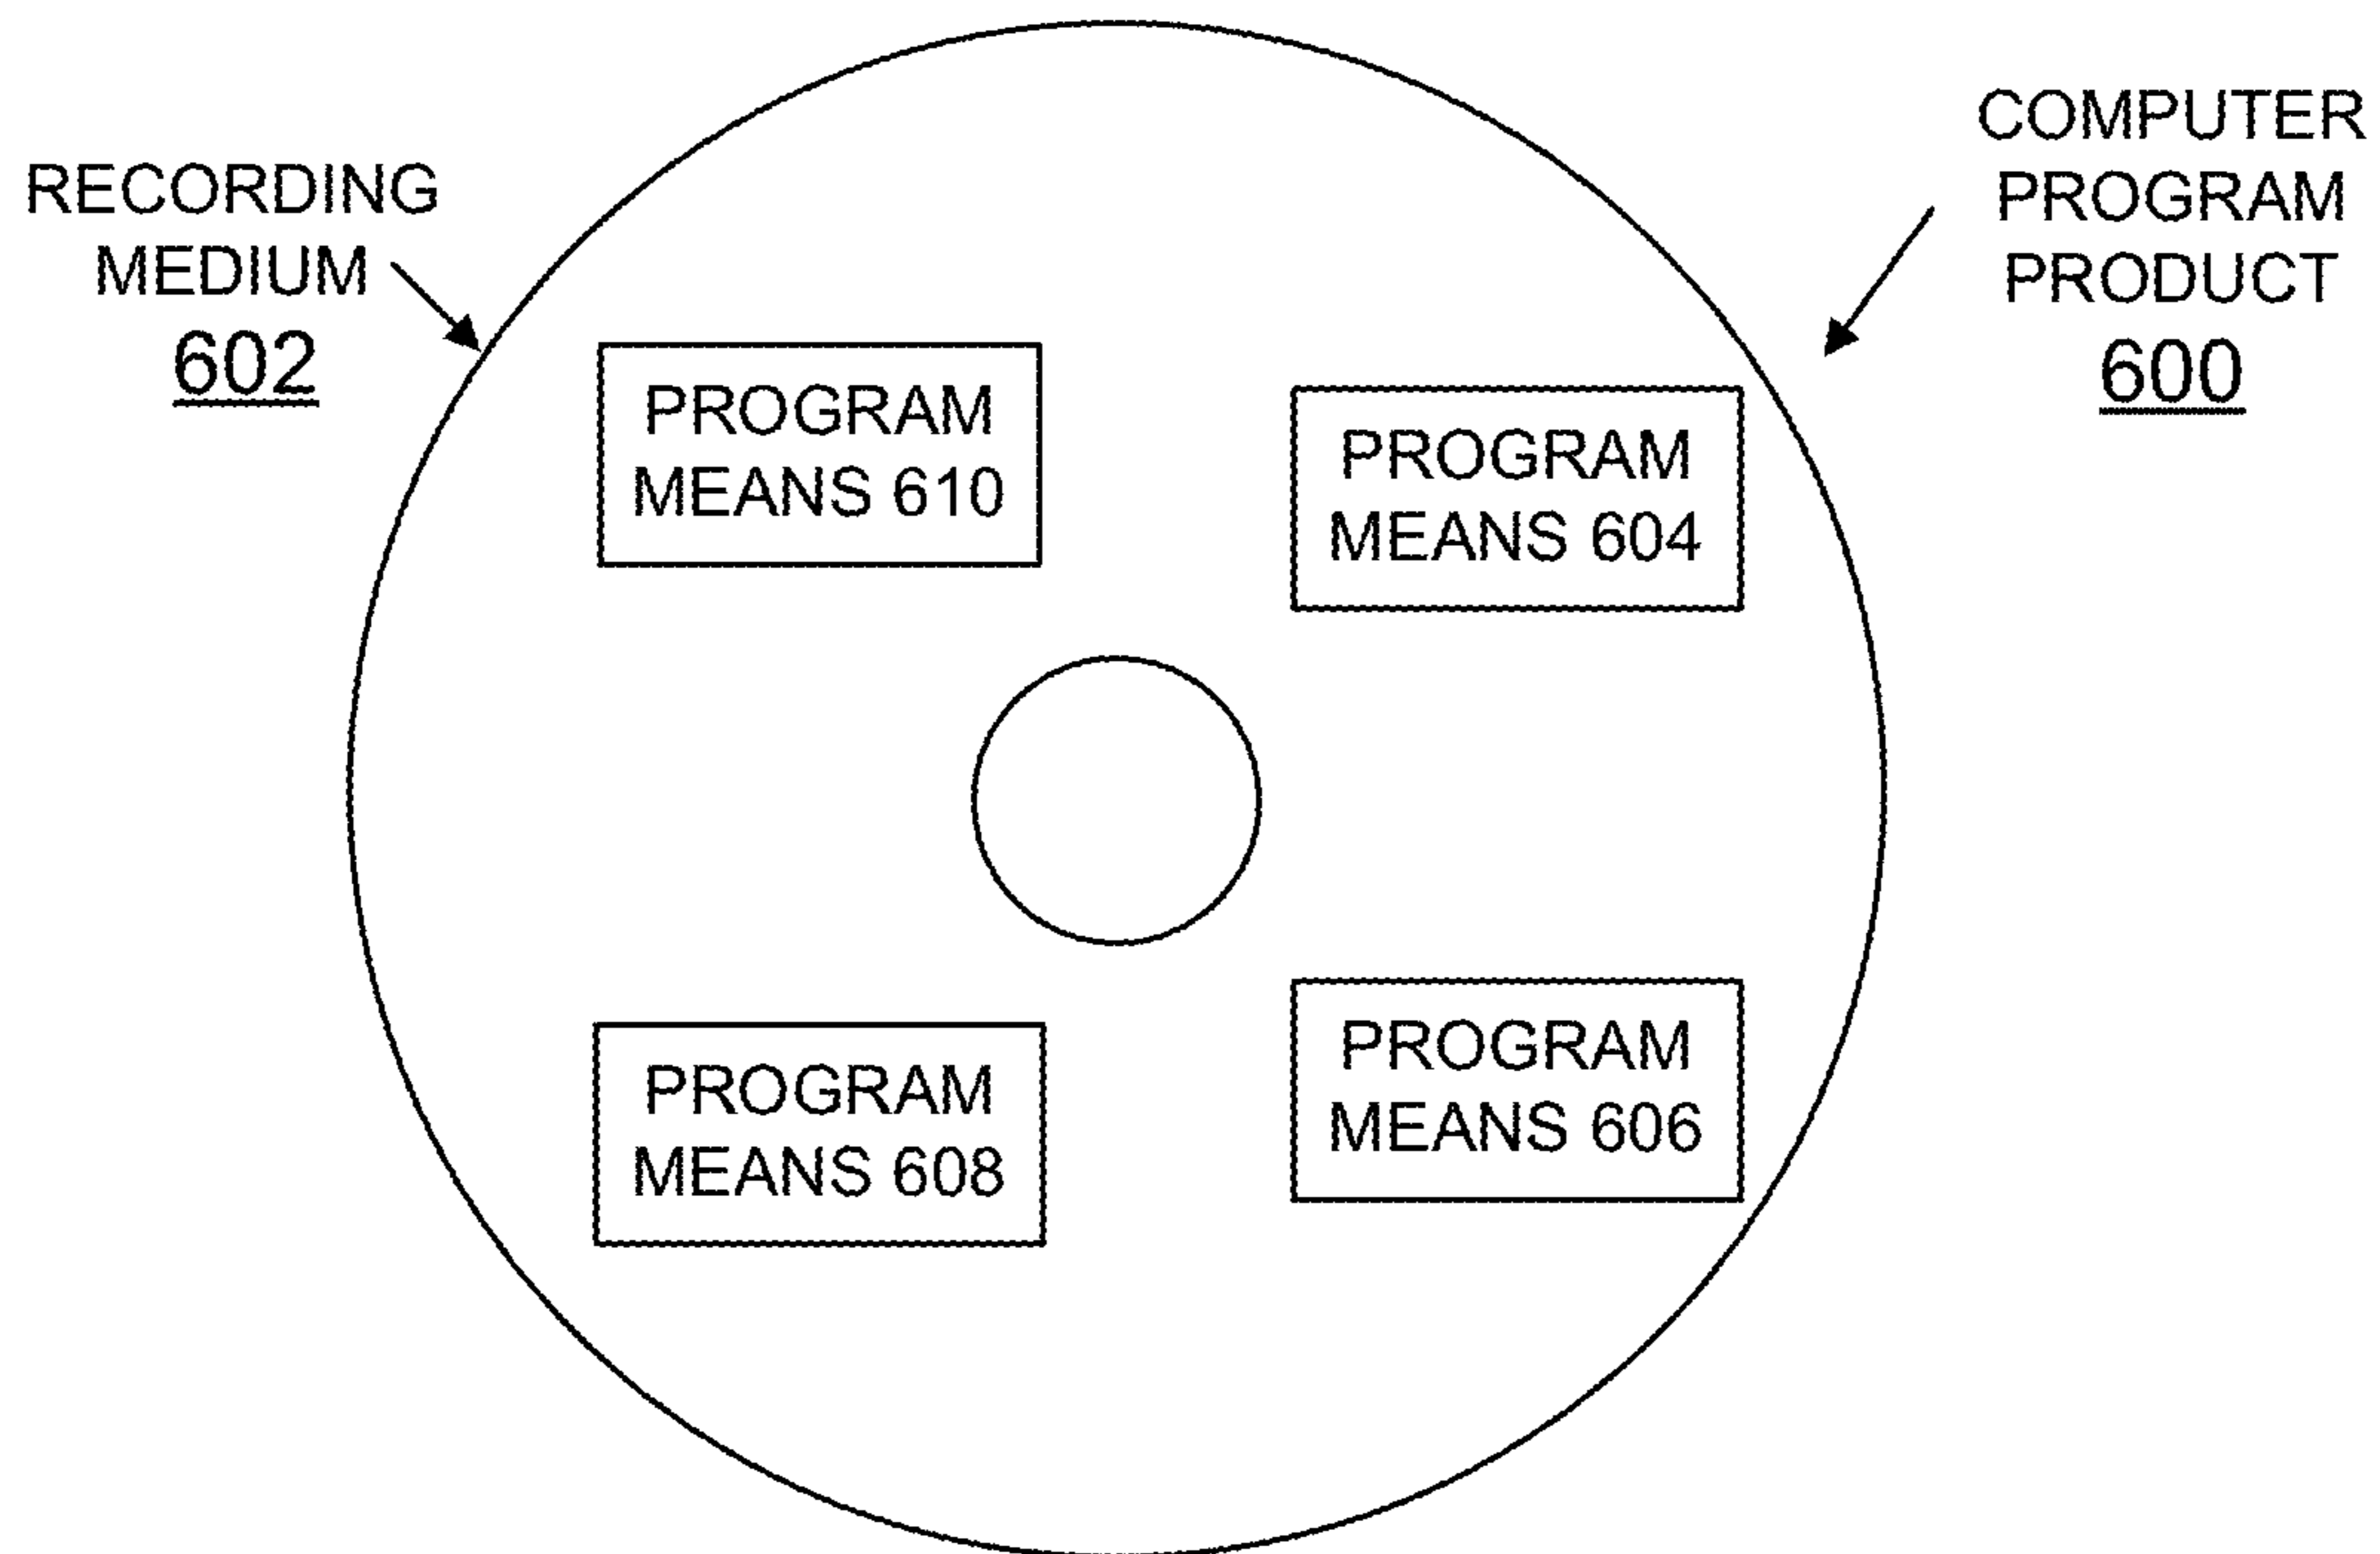 RECORDING
MEDIUM
602
COMPUTER
PROGRAM
PRODUCT
600
PROGRAM
MEANS 610
PROGRAM
MEANS 604
PROGRAM
MEANS 608
PROGRAM
MEANS 606